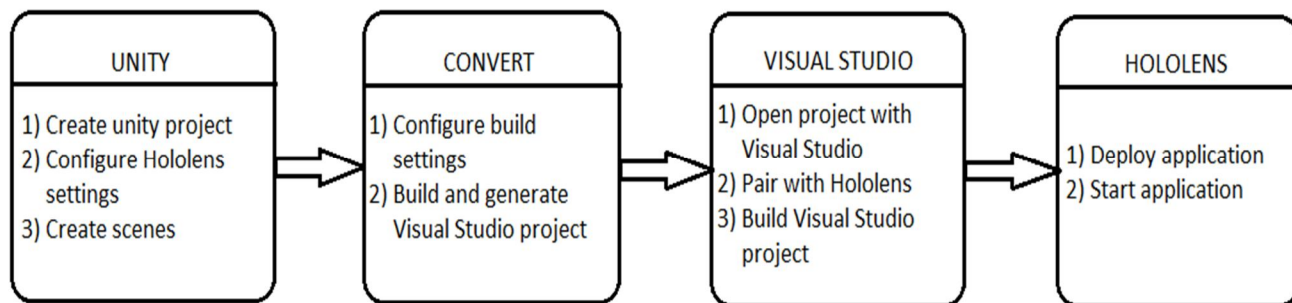 UNITY
1) Create unity project
2) Configure Hololens
settings
3) Create scenes
CONVERT
1) Configure build
settings
2) Build and generate
Visual Studio project
VISUAL STUDIO
1) Open project with
Visual Studio
2) Pair with Hololens
3) Build Visual Studio
project
HOLOLENS
1) Deploy application
2) Start application